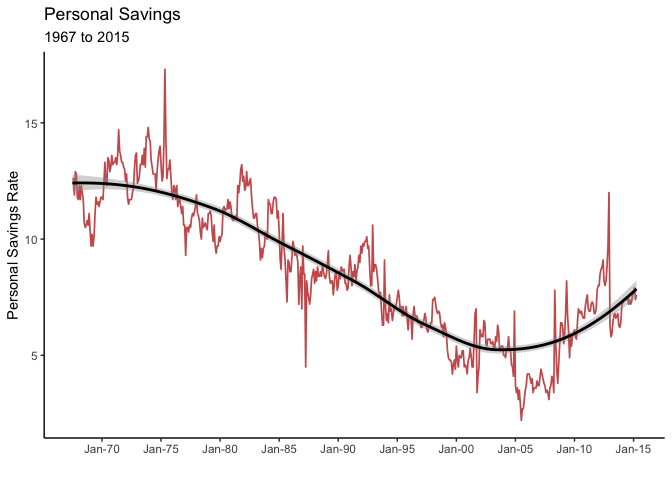 Personal Savings
1967 to 2015
Personal Savings Rate
15
10
5
Jan-70 Jan-75 Jan-80 Jan-85 Jan-90 Jan-95 Jan-00 Jan-05 Jan-10 Jan-15